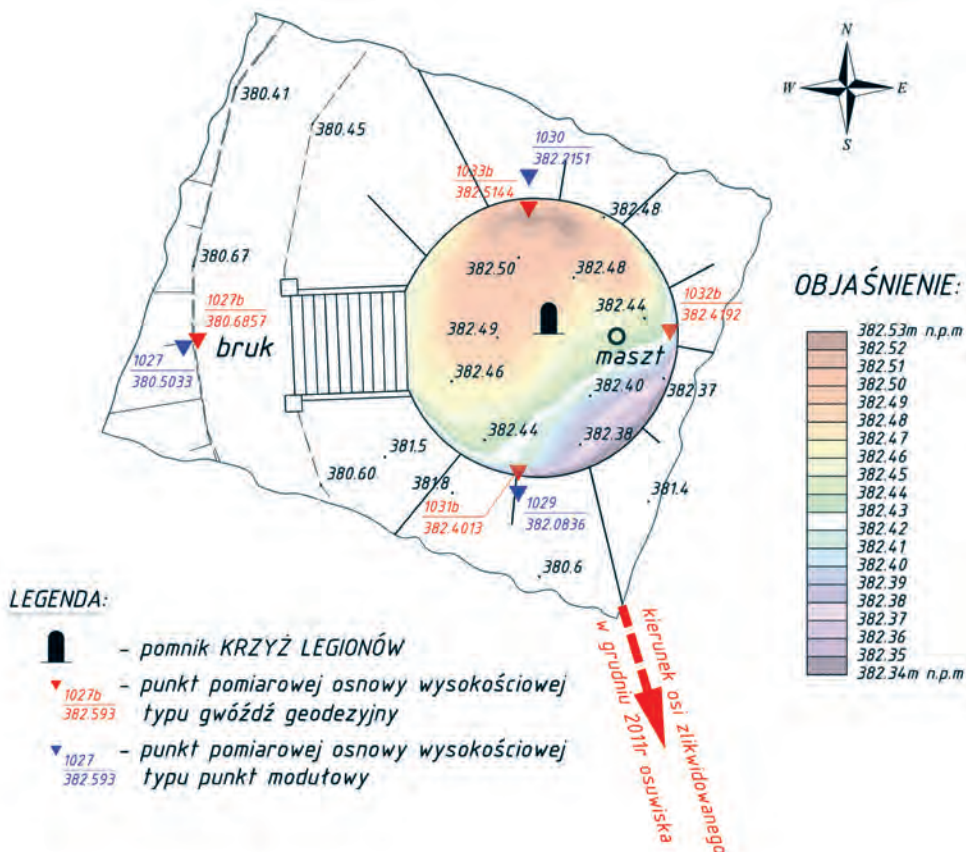 N
W E
S
380.41
380.45
1030
382.2151
1033b
382.5144
382.48
380.67
382.50
382.48
1027b
380.6857
382.44
1032b
382.4192
bruk
382.49
maszt
1027
380.5033
382.46
382.40
382.37
382.44
382.38
381.5
380.60
381.8
1031b
382.4013
1029
382.0836
381.4
380.6
kierunek osi zlikwidowanego
w grudniu 2011r osuwiska
OBJAŚNIENIE:
382.53m n.p.m
382.52
382.51
382.50
382.49
382.48
382.47
382.46
382.45
382.44
382.43
382.42
382.41
382.40
382.39
382.38
382.37
382.36
382.35
382.34m n.p.m
LEGENDA:
- pomnik KRZYŻ LEGIONÓW
1027b
382.593
- punkt pomiarowej osnowy wysokościowej
typu gwóźdź geodezyjny
1027
382.593
- punkt pomiarowej osnowy wysokościowej
typu punkt modułowy